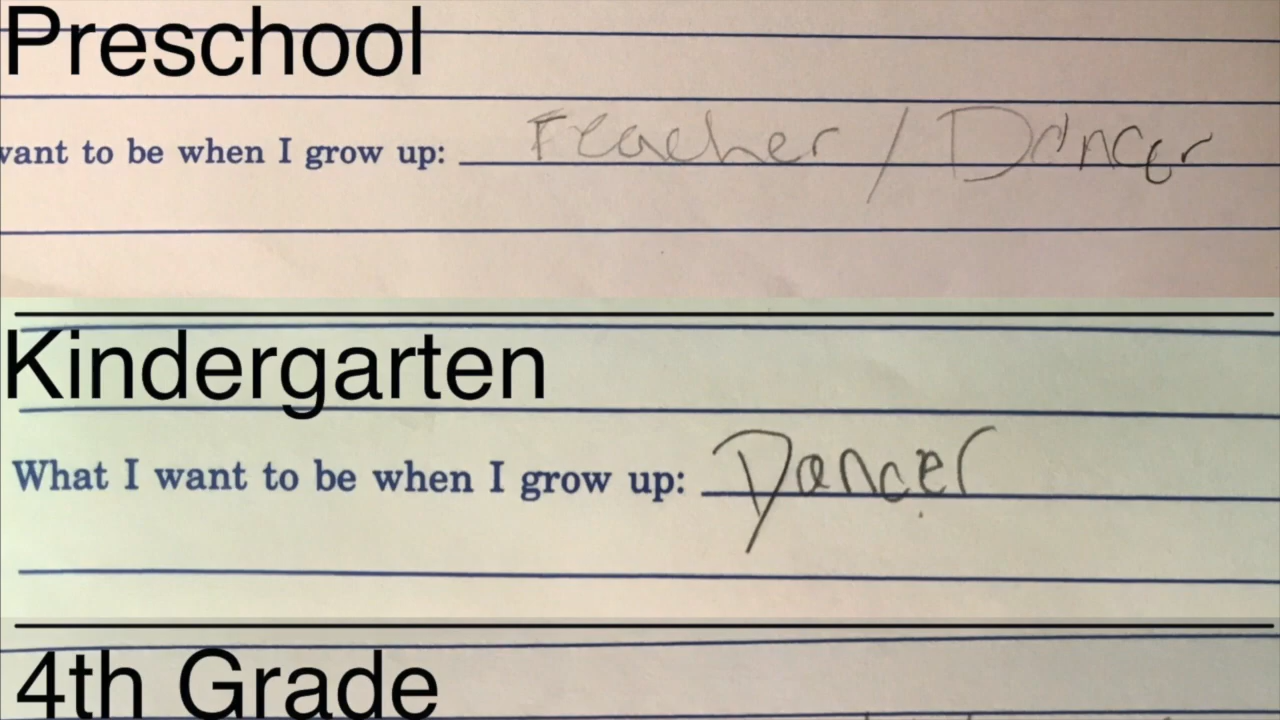 Preschool
want to be when I grow up: Teacher / Dancer
Kindergarten
What I want to be when I grow up: Dancer
4th Grade